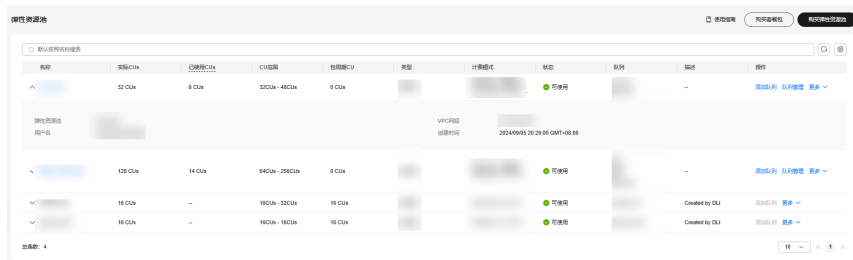 弹性资源池 使用指南 购买套餐包 购买弹性资源池
默认按照名称搜索
名称 实际CUs 已使用CUs CU范围 包周期CU 类型 计费模式 状态 队列 描述 操作
32 CUs 6 CUs 32CUs - 48CUs 0 CUs 可使用 -- 添加队列 队列管理 更多
弹性资源池 VPC网段
用户名 创建时间 2024/09/05 20:29:00 GMT+08:00
128 CUs 14 CUs 64CUs - 256CUs 0 CUs 可使用 -- 添加队列 队列管理 更多
16 CUs -- 16CUs - 32CUs 16 CUs 可使用 Created by DLI 添加队列 更多
16 CUs -- 16CUs - 16CUs 16 CUs 可使用 Created by DLI 添加队列 更多
总条数: 4 10 1